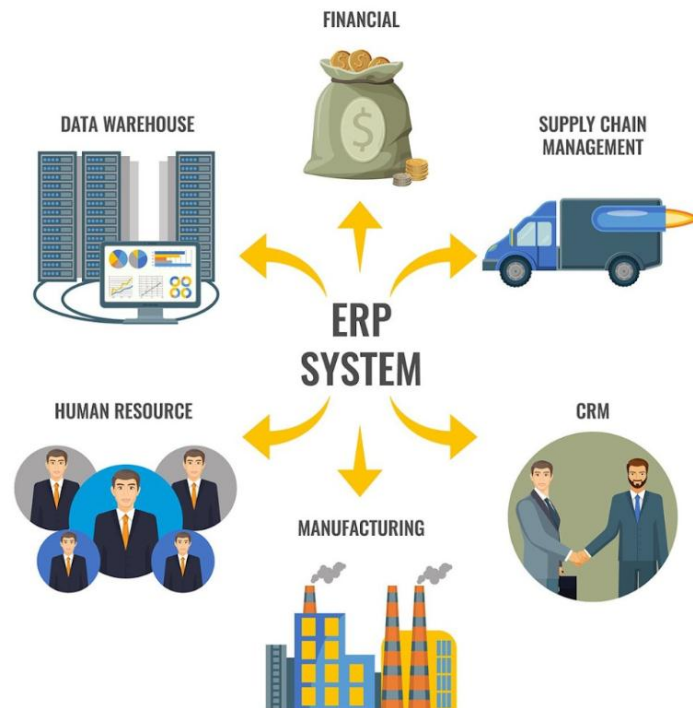 FINANCIAL
DATA WAREHOUSE
SUPPLY CHAIN
MANAGEMENT
$
ERP
SYSTEM
HUMAN RESOURCE
CRM
MANUFACTURING